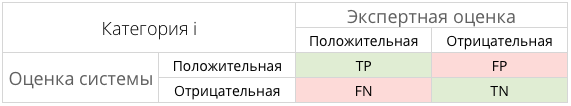 Категория i
Экспертная оценка
Положительная Отрицательная
Оценка системы
Положительная TP FP
Отрицательная FN TN